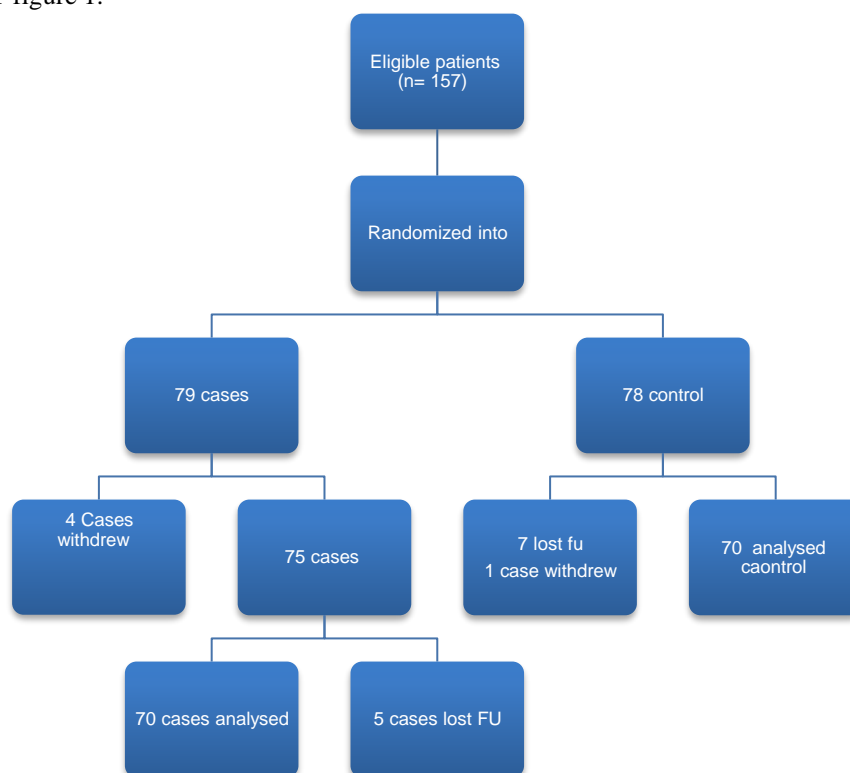 figure 1.
Eligible patients
(n= 157)
Randomized into
79 cases
78 control
4 Cases
withdrew
75 cases
7 lost fu
1 case withdrew
70 analysed
caontrol
70 cases analysed
5 cases lost FU